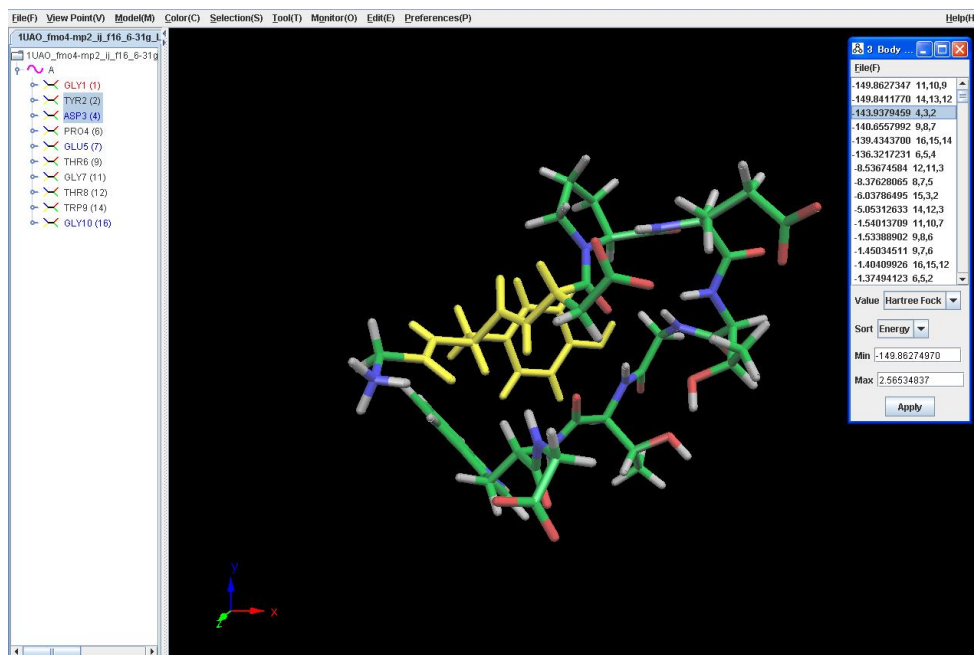 File(F) View Point(V) Model(M) Color(C) Selection(S) Tool(T) Monitor(O) Edit(E) Preferences(P) Help(H
1UAO_fmo4-mp2_ij_f16_6-31g_L
1UAO_fmo4-mp2_ij_f16_6-31g_
A
GLY1 (1)
TYR2 (2)
ASP3 (4)
PRO4 (6)
GLU5 (7)
THR6 (9)
GLY7 (11)
THR8 (12)
TRP9 (14)
GLY10 (16)
y
x
z
3 Body ...
File(F)
-149.8627347 11,10,9
-149.8411770 14,13,12
-143.9379459 4,3,2
-140.6557992 9,8,7
-139.4343700 16,15,14
-136.3217231 6,5,4
-8.53674584 12,11,3
-8.37628065 8,7,5
-6.03786495 15,3,2
-5.05312633 14,12,3
-1.54013709 11,10,7
-1.53388902 9,8,6
-1.45034511 9,7,6
-1.40409926 16,15,12
-1.37494123 6,5,2
Value Hartree Fock
Sort Energy
Min -149.86274970
Max 2.56534837
Apply